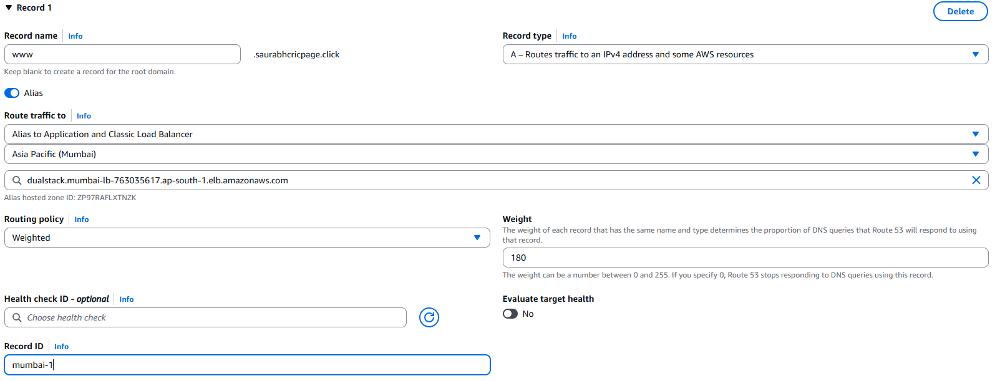 Record 1
Delete
Record name Info
www .saurabhcricpage.click
Keep blank to create a record for the root domain.
Record type Info
A – Routes traffic to an IPv4 address and some AWS resources
Alias
Route traffic to Info
Alias to Application and Classic Load Balancer
Asia Pacific (Mumbai)
dualstack.mumbai-lb-763035617.ap-south-1.elb.amazonaws.com
Alias hosted zone ID: ZP97RAFLXTNZK
Routing policy Info
Weighted
Weight
The weight of each record that has the same name and type determines the proportion of DNS queries that Route 53 will respond to using
that record.
180
The weight can be a number between 0 and 255. If you specify 0, Route 53 stops responding to DNS queries using this record.
Health check ID - optional Info
Choose health check
Evaluate target health
No
Record ID Info
mumbai-1